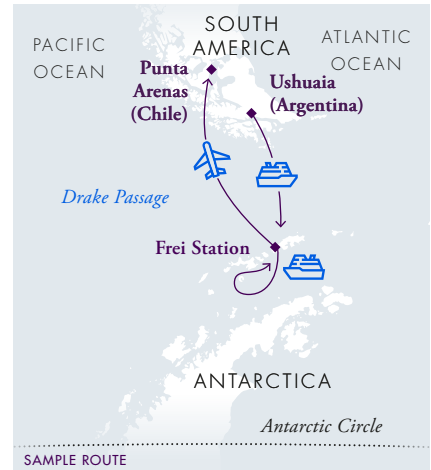 SOUTH
AMERICA
PACIFIC
OCEAN
ATLANTIC
OCEAN
Punta
Arenas
(Chile)
Ushuaia
(Argentina)
Drake Passage
Frei Station
ANTARCTICA
Antarctic Circle
SAMPLE ROUTE